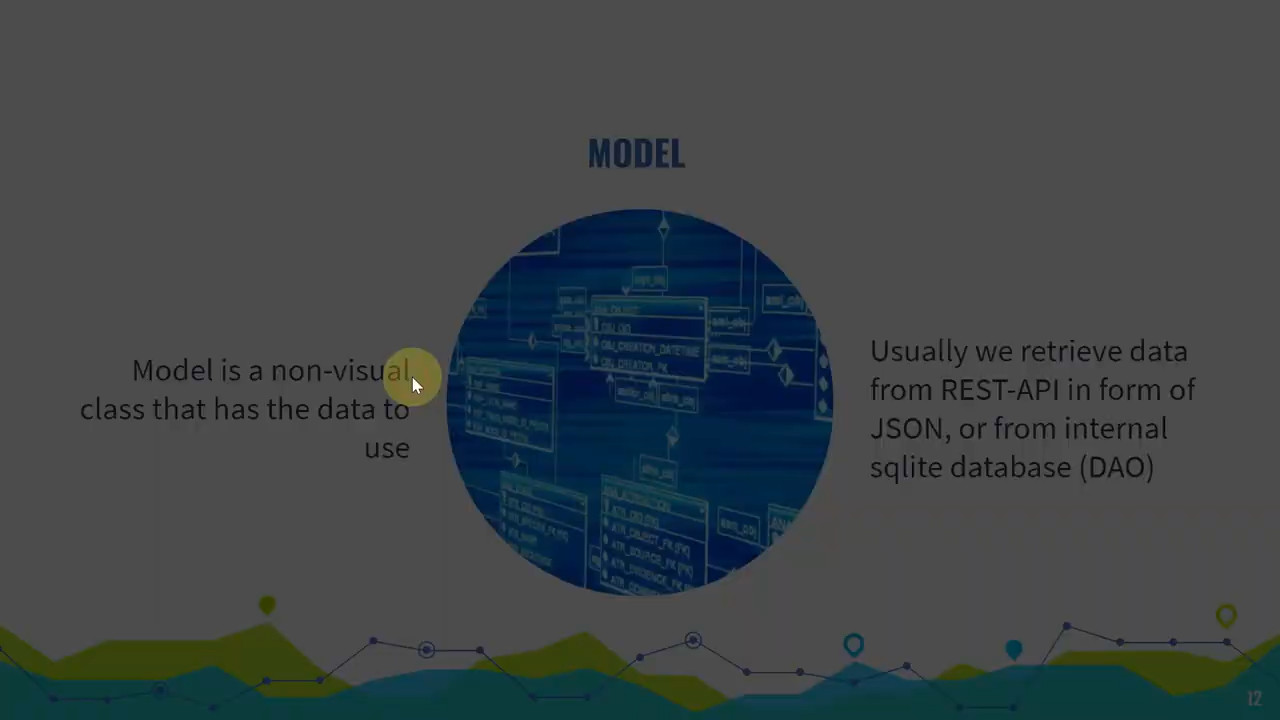 MODEL
Model is a non-visual
class that has the data to
use
Usually we retrieve data
from REST-API in form of
JSON, or from internal
sqlite database (DAO)
OBJ_CREATION_DATETIME
12